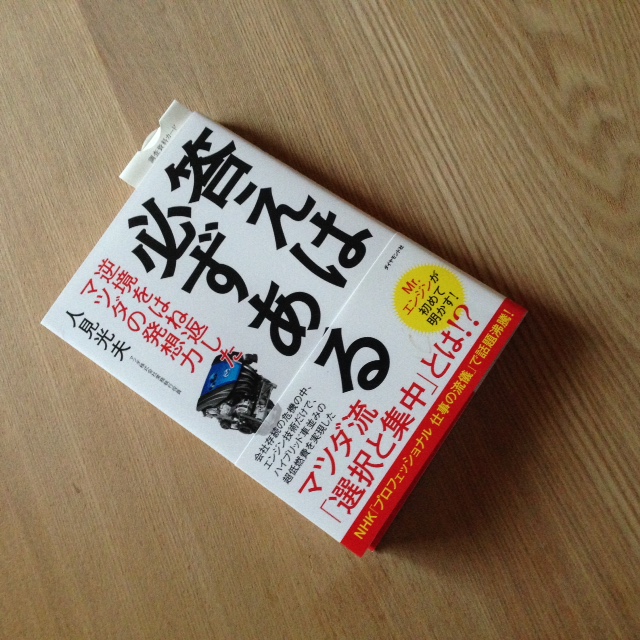 答えは
必ず
ある
逆境をはね返した
マツダの発想力
人見光夫
ダイヤモンド社
Mr.
エンジンが
初めて
明かす!
会社存続の危機の中、
エンジン技術だけで、
ハイブリッド車並みの
超低燃費を実現した
マツダ流
「選択と集中」とは!?
NHK「プロフェッショナル 仕事の流儀」で話題沸騰!